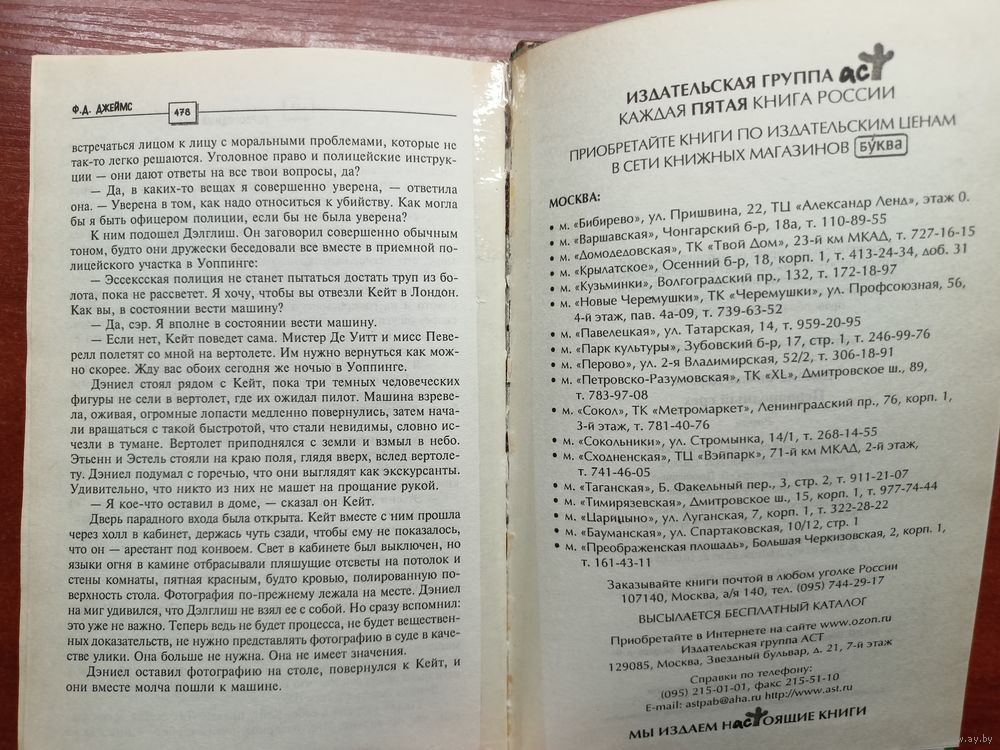 Ф.Д. ДЖЕЙМС
478
встречаться лицом к лицу с моральными проблемами, которые не
так-то легко решаются. Уголовное право и полицейские инструк-
ции — они дают ответы на все твои вопросы, да?
— Да, в каких-то вещах я совершенно уверена, — ответила
она. — Уверена в том, как надо относиться к убийству. Как могла
бы я быть офицером полиции, если бы не была уверена?
К ним подошел Дэлглиш. Он заговорил совершенно обычным
тоном, будто они дружески беседовали все вместе в приемной по-
лицейского участка в Уоппинге:
— Эссексская полиция не станет пытаться достать труп из бо-
лота, пока не рассветет. Я хочу, чтобы вы отвезли Кейт в Лондон.
Как вы, в состоянии вести машину?
— Да, сэр. Я вполне в состоянии вести машину.
— Если нет, Кейт поведет сама. Мистер Де Уитт и мисс Певе-
релл полетят со мной на вертолете. Им нужно вернуться как мож-
но скорее. Жду вас обоих сегодня же ночью в Уоппинге.
Дэниел стоял рядом с Кейт, пока три темных человеческих
фигуры не сели в вертолет, где их ожидал пилот. Машина взреве-
ла, оживая, огромные лопасти медленно повернулись, затем нача-
ли вращаться с такой быстротой, что стали невидимы, словно ис-
чезли в тумане. Вертолет приподнялся с земли и взмыл в небо.
Этьенн и Эстель стояли на краю поля, глядя вверх, вслед вертоле-
ту. Дэниел подумал с горечью, что они выглядят как экскурсанты.
Удивительно, что никто из них не машет на прощание рукой.
— Я кое-что оставил в доме, — сказал он Кейт.
Дверь парадного входа была открыта. Кейт вместе с ним прошла
через холл в кабинет, держась чуть сзади, чтобы ему не показалось,
что он — арестант под конвоем. Свет в кабинете был выключен, но
языки огня в камине отбрасывали пляшущие отсветы на потолок и
стены комнаты, пятная красным, будто кровью, полированную по-
верхность стола. Фотография по-прежнему лежала на месте. Дэниел
на миг удивился, что Дэлглиш не взял ее с собой. Но сразу вспомнил:
это уже не важно. Теперь ведь не будет процесса, не будет веществен-
ных доказательств, не нужно представлять фотографию в суде в каче-
стве улики. Она больше не нужна. Она не имеет значения.
Дэниел оставил фотографию на столе, повернулся к Кейт, и
они вместе молча пошли к машине.
ИЗДАТЕЛЬСКАЯ ГРУППА аст
КАЖДАЯ ПЯТАЯ КНИГА РОССИИ
ПРИОБРЕТАЙТЕ КНИГИ ПО ИЗДАТЕЛЬСКИМ ЦЕНАМ
В СЕТИ КНИЖНЫХ МАГАЗИНОВ Буква
МОСКВА:
• м. «Бибирево», ул. Пришвина, 22, ТЦ «Александр Ленд», этаж 0.
• м. «Варшавская», Чонгарский б-р, 18а, т. 110-89-55
• м. «Домодедовская», ТК «Твой Дом», 23-й км МКАД, т. 727-16-15
• м. «Крылатское», Осенний б-р, 18, корп. 1, т. 413-24-34, доб. 31
• м. «Кузьминки», Волгоградский пр., 132, т. 172-18-97
• м. «Новые Черемушки», ТК «Черемушки», ул. Профсоюзная, 56,
4-й этаж, пав. 4а-09, т. 739-63-52
• м. «Павелецкая», ул. Татарская, 14, т. 959-20-95
• м. «Парк культуры», Зубовский б-р, 17, стр. 1, т. 246-99-76
• м. «Перово», ул. 2-я Владимирская, 52/2, т. 306-18-91
• м. «Петровско-Разумовская», ТК «XL», Дмитровское ш., 89,
т. 783-97-08
• м. «Сокол», ТК «Метромаркет», Ленинградский пр., 76, корп. 1,
3-й этаж, т. 781-40-76
• м. «Сокольники», ул. Стромынка, 14/1, т. 268-14-55
• м. «Сходненская», ТЦ «Вэйпарк», 71-й км МКАД, 2-й этаж,
т. 741-46-05
• м. «Таганская», Б. Факельный пер., 3, стр. 2, т. 911-21-07
• м. «Тимирязевская», Дмитровское ш., 15, корп. 1, т. 977-74-44
• м. «Царицыно», ул. Луганская, 7, корп. 1, т. 322-28-22
• м. «Бауманская», ул. Спартаковская, 10/12, стр. 1
• м. «Преображенская площадь», Большая Черкизовская, 2, корп. 1,
т. 161-43-11
Заказывайте книги почтой в любом уголке России
107140, Москва, а/я 140, тел. (095) 744-29-17
ВЫСЫЛАЕТСЯ БЕСПЛАТНЫЙ КАТАЛОГ
Приобретайте в Интернете на сайте www.ozon.ru
Издательская группа АСТ
129085, Москва, Звездный бульвар, д. 21, 7-й этаж
Справки по телефону:
(095) 215-01-01, факс 215-51-10
E-mail: astpab@aha.ru http://www.ast.ru
МЫ ИЗДАЕМ НАСТОЯЩИЕ КНИГИ